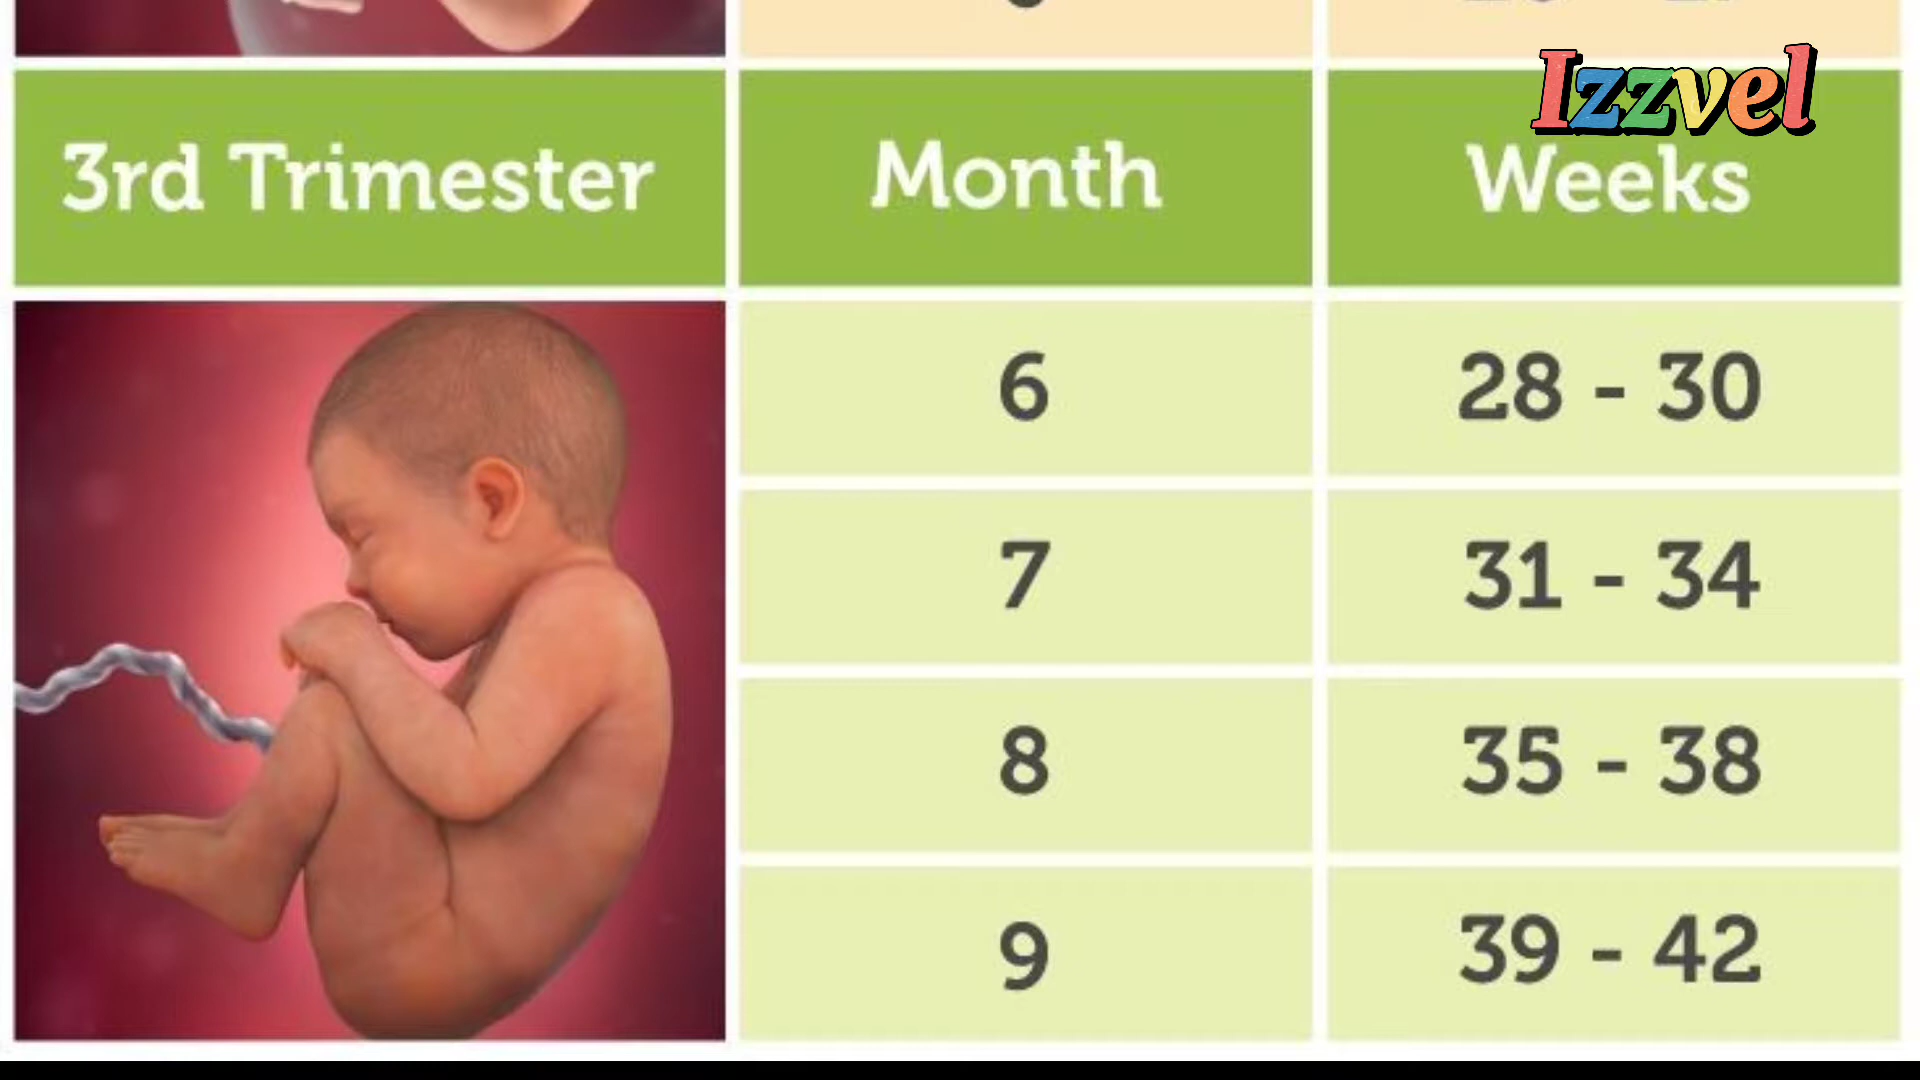 Izzvel
3rd Trimester Month Weeks
6 28 - 30
7 31 - 34
8 35 - 38
9 39 - 42